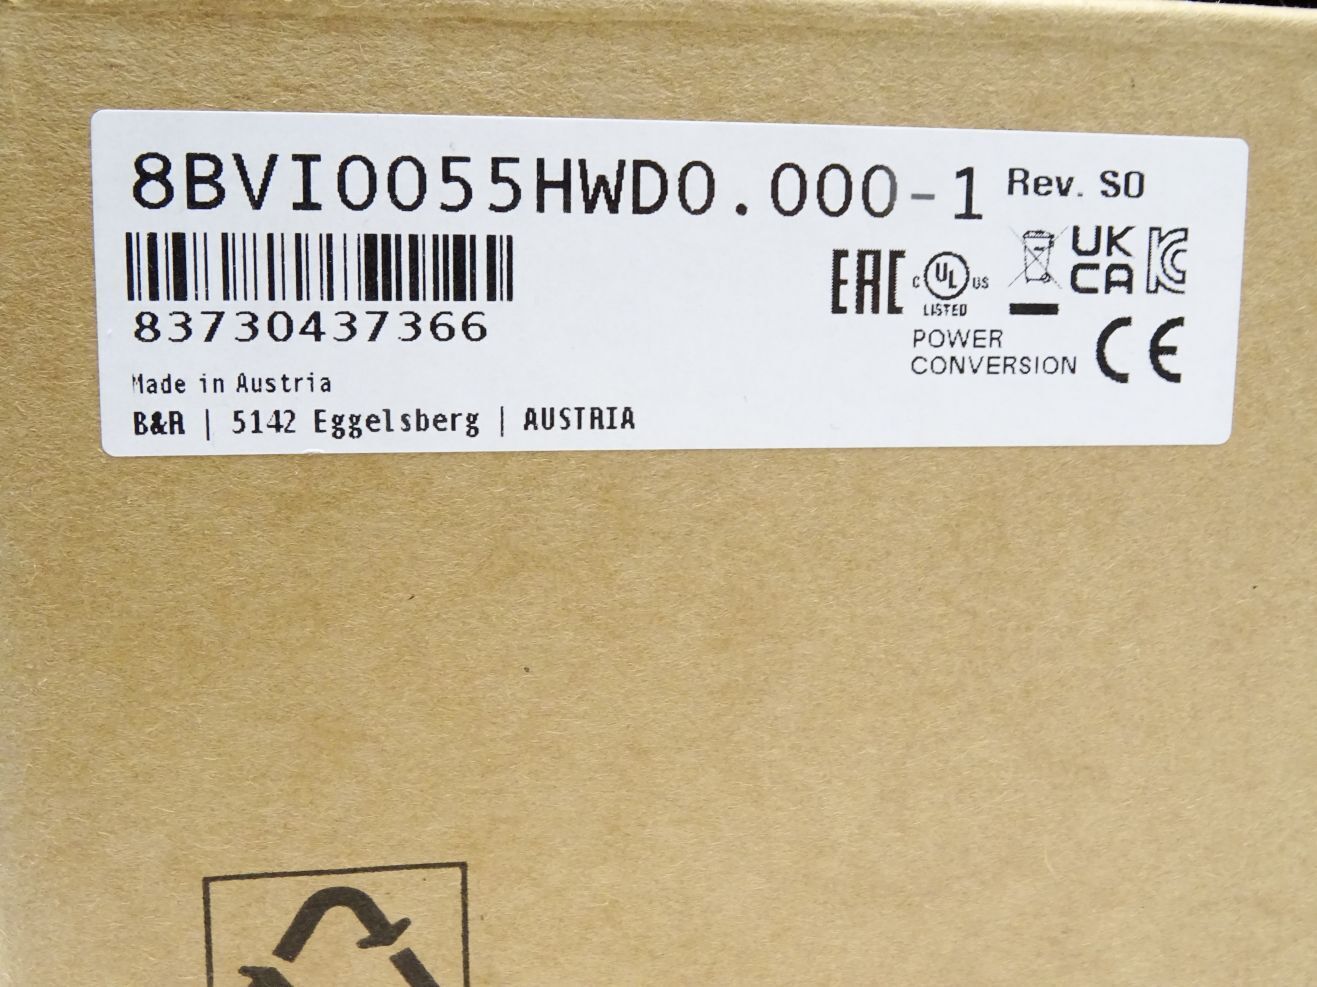 8BVI0055HWD0.000-1 Rev. S0
83730437366
Made in Austria
B&R | 5142 Eggelsberg | AUSTRIA
EAC
C UL US
LISTED
POWER
CONVERSION
UK
CA
KC
CE